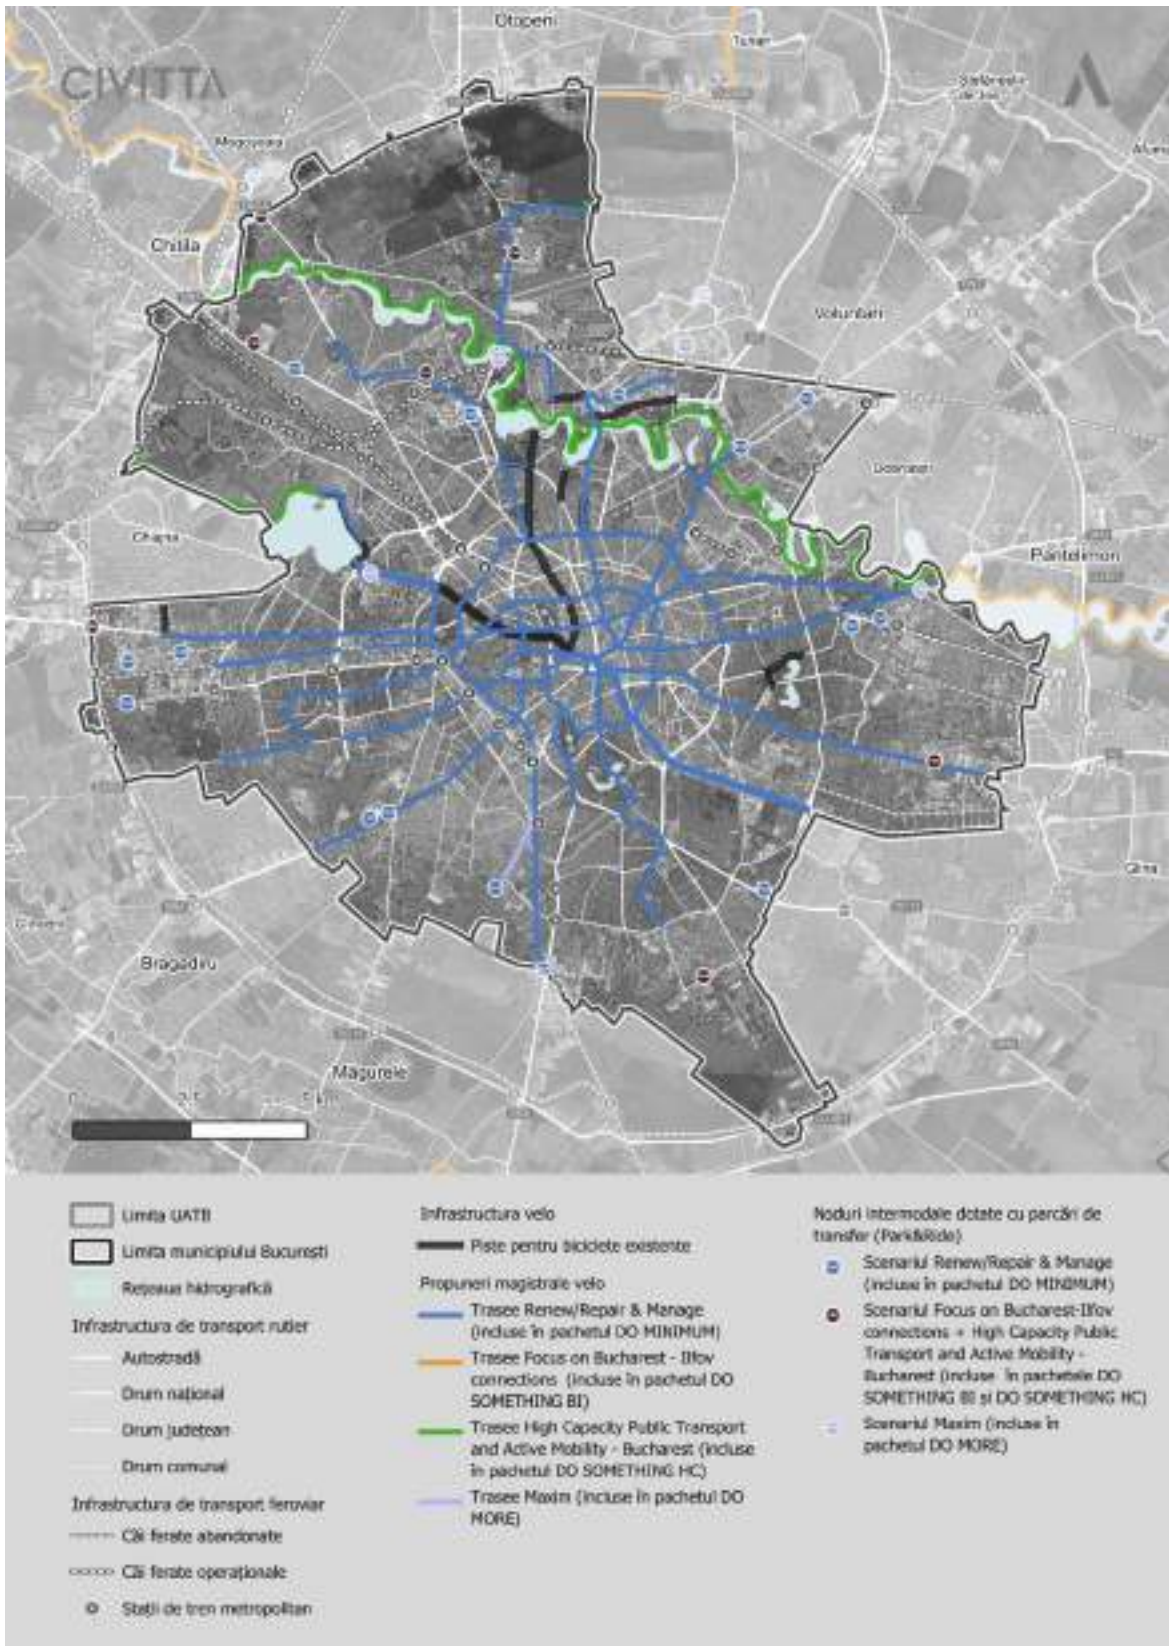 Otopeni
Tunari
CIVITTA
Mogoșoaia
Chitila
Voluntari
Dobroești
Chiajna
Pantelimon
Glina
Bragadiru
Magurele
0 2.5 5 km
Limita UATB
Limita municipiului București
Rețeaua hidrografică
Infrastructura de transport rutier
Autostradă
Drum național
Drum județean
Drum comunal
Infrastructura de transport feroviar
Căi ferate abandonate
Căi ferate operaționale
Stații de tren metropolitan
Infrastructura velo
Piste pentru biciclete existente
Propuneri magistrale velo
Trasee Renew/Repair & Manage
(incluse în pachetul DO MINIMUM)
Trasee Focus on Bucharest - Ilfov
connections (incluse în pachetul DO
SOMETHING BI)
Trasee High Capacity Public Transport
and Active Mobility - Bucharest (incluse
în pachetul DO SOMETHING HC)
Trasee Maxim (incluse în pachetul DO
MORE)
Noduri intermodale dotate cu parcări de
transfer (Park&Ride)
Scenariul Renew/Repair & Manage
(incluse în pachetul DO MINIMUM)
Scenariul Focus on Bucharest-Ilfov
connections + High Capacity Public
Transport and Active Mobility -
Bucharest (incluse în pachetele DO
SOMETHING BI și DO SOMETHING HC)
Scenariul Maxim (incluse în
pachetul DO MORE)